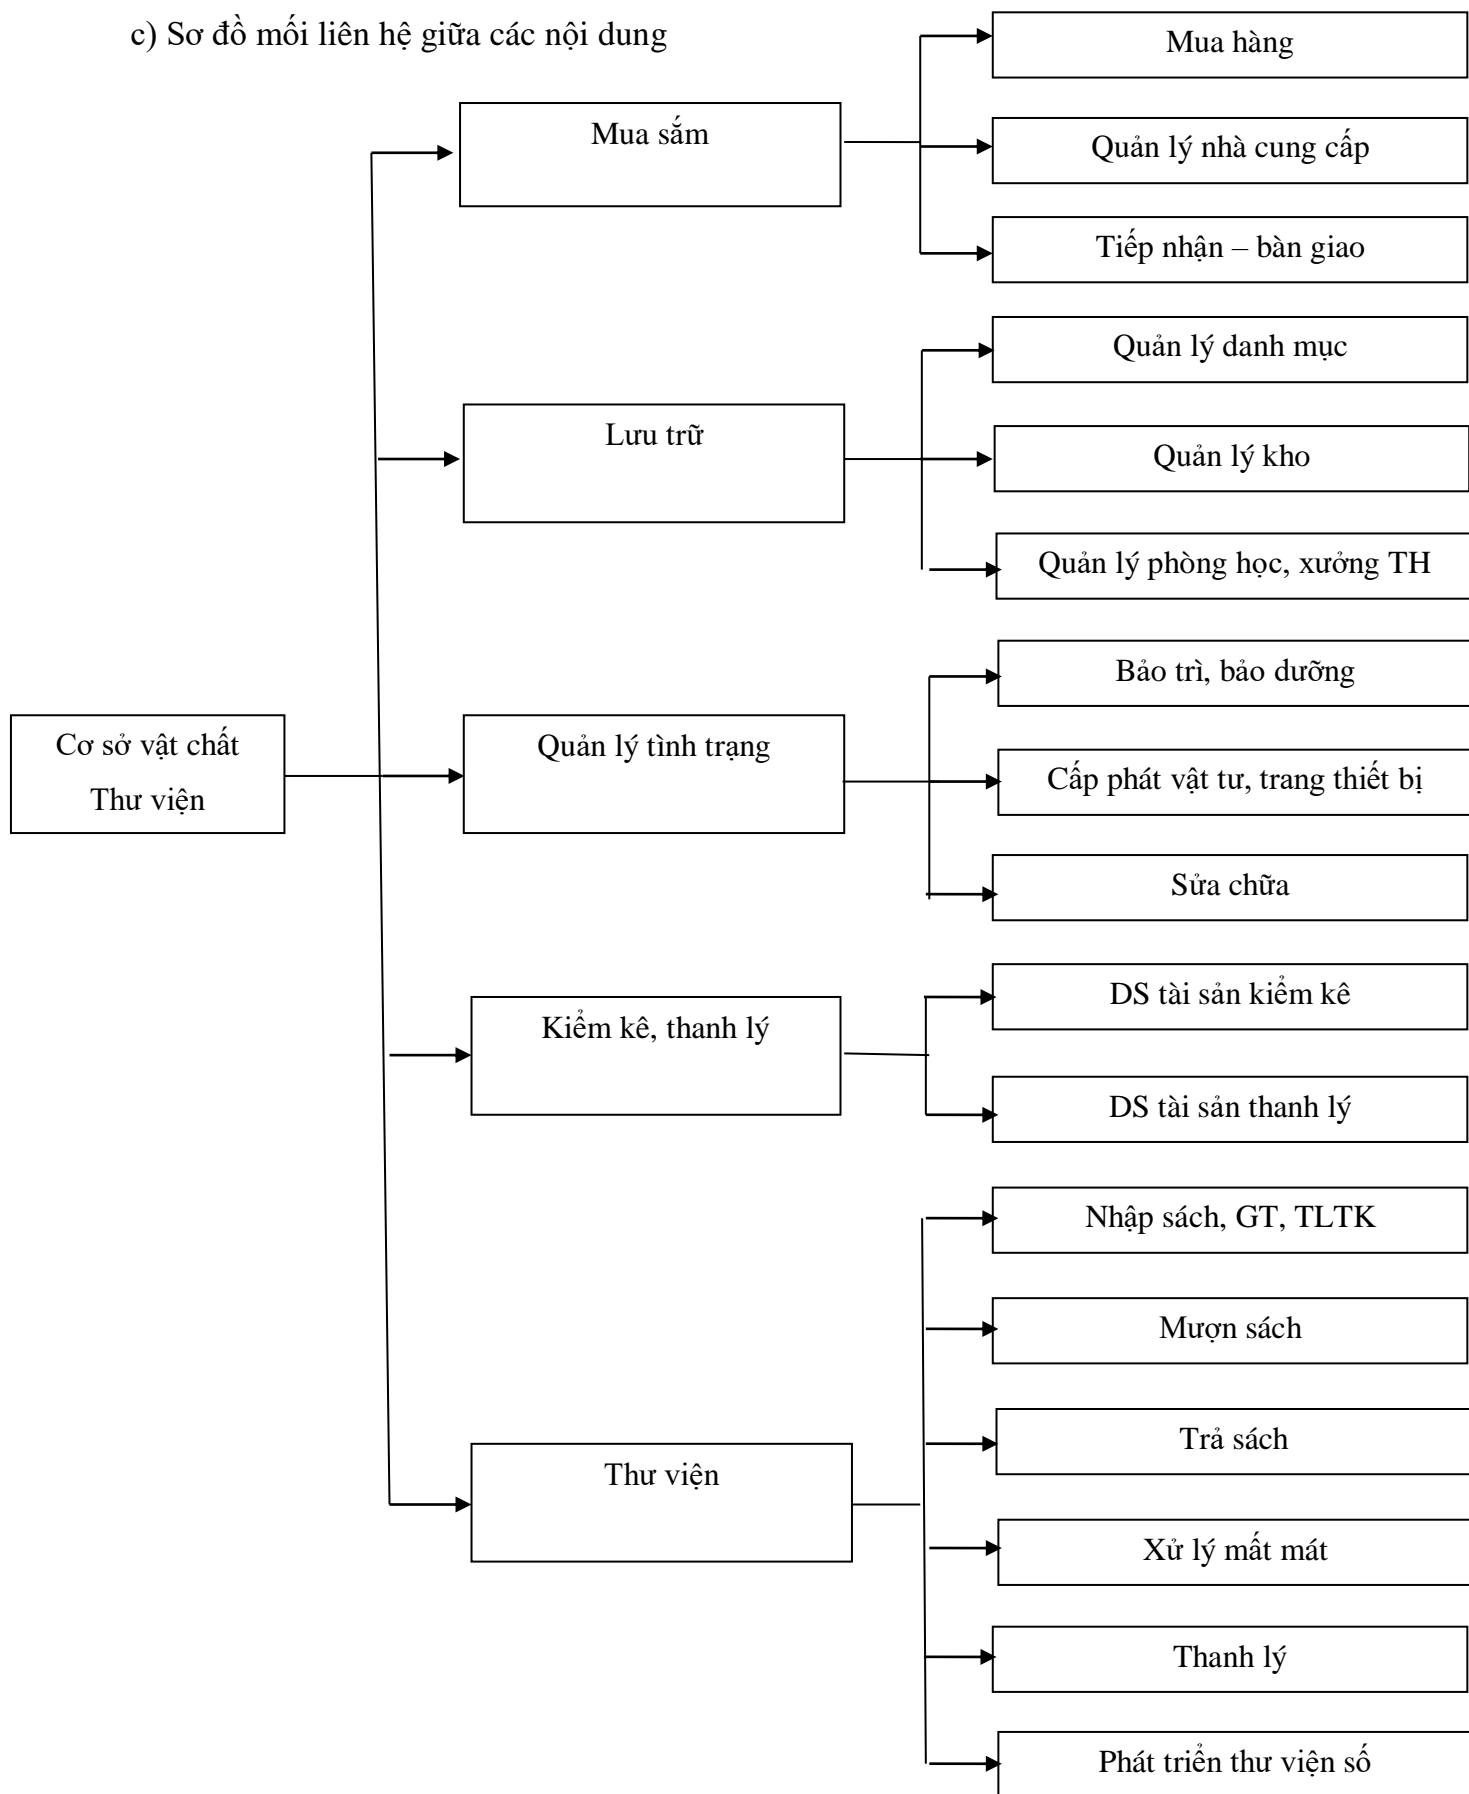 c) Sơ đồ mối liên hệ giữa các nội dung
Mua hàng
Mua sắm
Quản lý nhà cung cấp
Tiếp nhận – bàn giao
Quản lý danh mục
Lưu trữ
Quản lý kho
Quản lý phòng học, xưởng TH
Bảo trì, bảo dưỡng
Cơ sở vật chất
Thư viện
Quản lý tình trạng
Cấp phát vật tư, trang thiết bị
Sửa chữa
DS tài sản kiểm kê
Kiểm kê, thanh lý
DS tài sản thanh lý
Nhập sách, GT, TLTK
Mượn sách
Trả sách
Thư viện
Xử lý mất mát
Thanh lý
Phát triển thư viện số